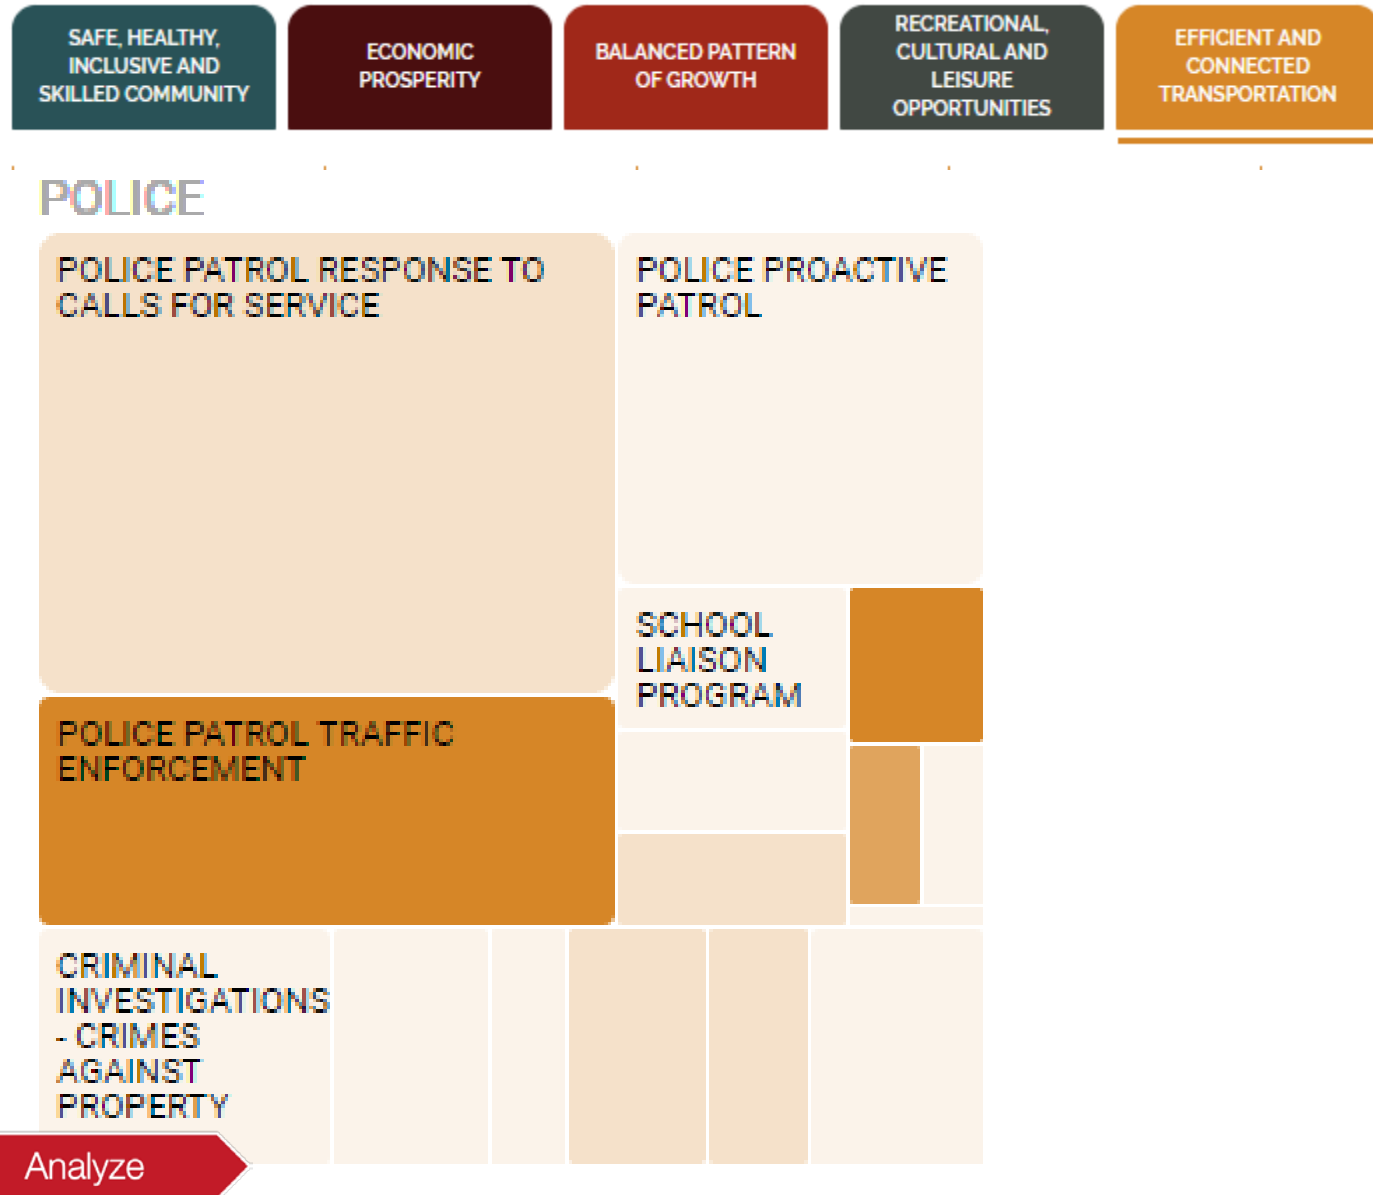 SAFE, HEALTHY,
INCLUSIVE AND
SKILLED COMMUNITY
ECONOMIC
PROSPERITY
BALANCED PATTERN
OF GROWTH
RECREATIONAL,
CULTURAL AND
LEISURE
OPPORTUNITIES
EFFICIENT AND
CONNECTED
TRANSPORTATION
POLICE
POLICE PATROL RESPONSE TO
CALLS FOR SERVICE
POLICE PROACTIVE
PATROL
SCHOOL
LIAISON
PROGRAM
POLICE PATROL TRAFFIC
ENFORCEMENT
CRIMINAL
INVESTIGATIONS
- CRIMES
AGAINST
PROPERTY
Analyze